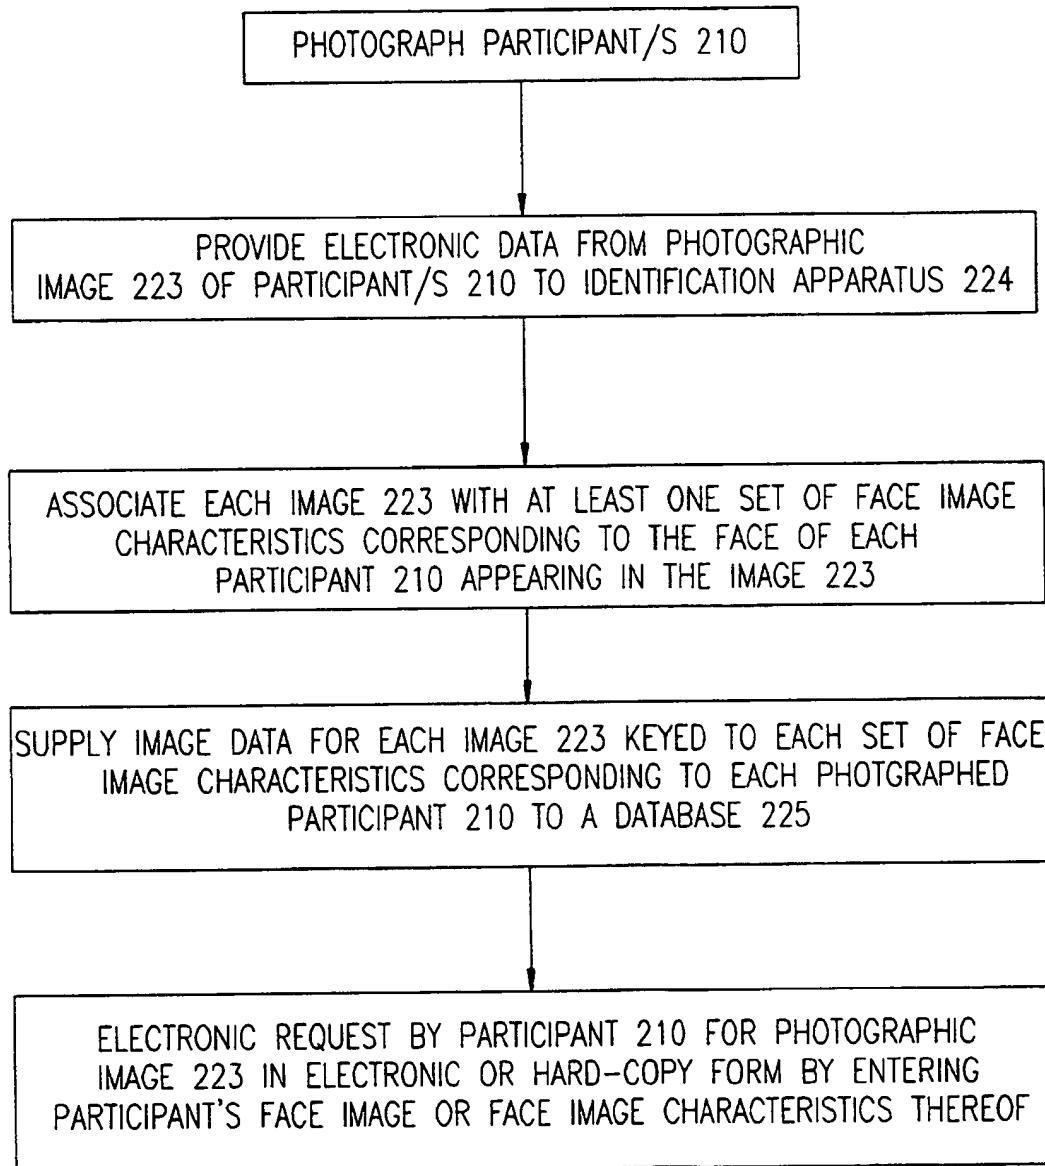 PHOTOGRAPH PARTICIPANT/S 210
PROVIDE ELECTRONIC DATA FROM PHOTOGRAPHIC
IMAGE 223 OF PARTICIPANT/S 210 TO IDENTIFICATION APPARATUS 224
ASSOCIATE EACH IMAGE 223 WITH AT LEAST ONE SET OF FACE IMAGE
CHARACTERISTICS CORRESPONDING TO THE FACE OF EACH
PARTICIPANT 210 APPEARING IN THE IMAGE 223
SUPPLY IMAGE DATA FOR EACH IMAGE 223 KEYED TO EACH SET OF FACE
IMAGE CHARACTERISTICS CORRESPONDING TO EACH PHOTGRAPHED
PARTICIPANT 210 TO A DATABASE 225
ELECTRONIC REQUEST BY PARTICIPANT 210 FOR PHOTOGRAPHIC
IMAGE 223 IN ELECTRONIC OR HARD-COPY FORM BY ENTERING
PARTICIPANT'S FACE IMAGE OR FACE IMAGE CHARACTERISTICS THEREOF